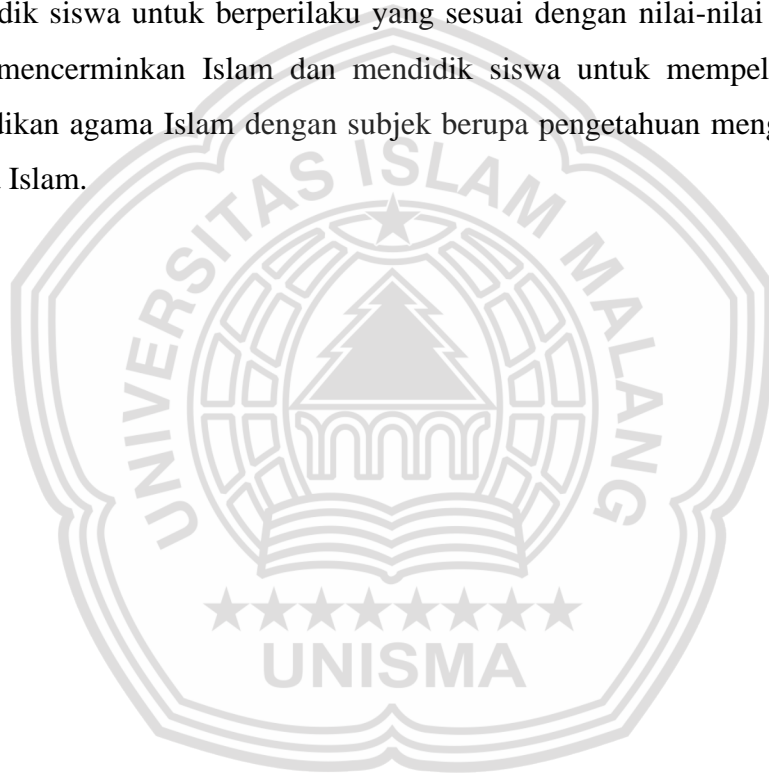 dik siswa untuk berperilaku yang sesuai dengan nilai-nilai
mencerminkan Islam dan mendidik siswa untuk mempel
dikan agama Islam dengan subjek berupa pengetahuan meng
Islam.
UNIVERSITAS ISLAM MALANG
UNISMA